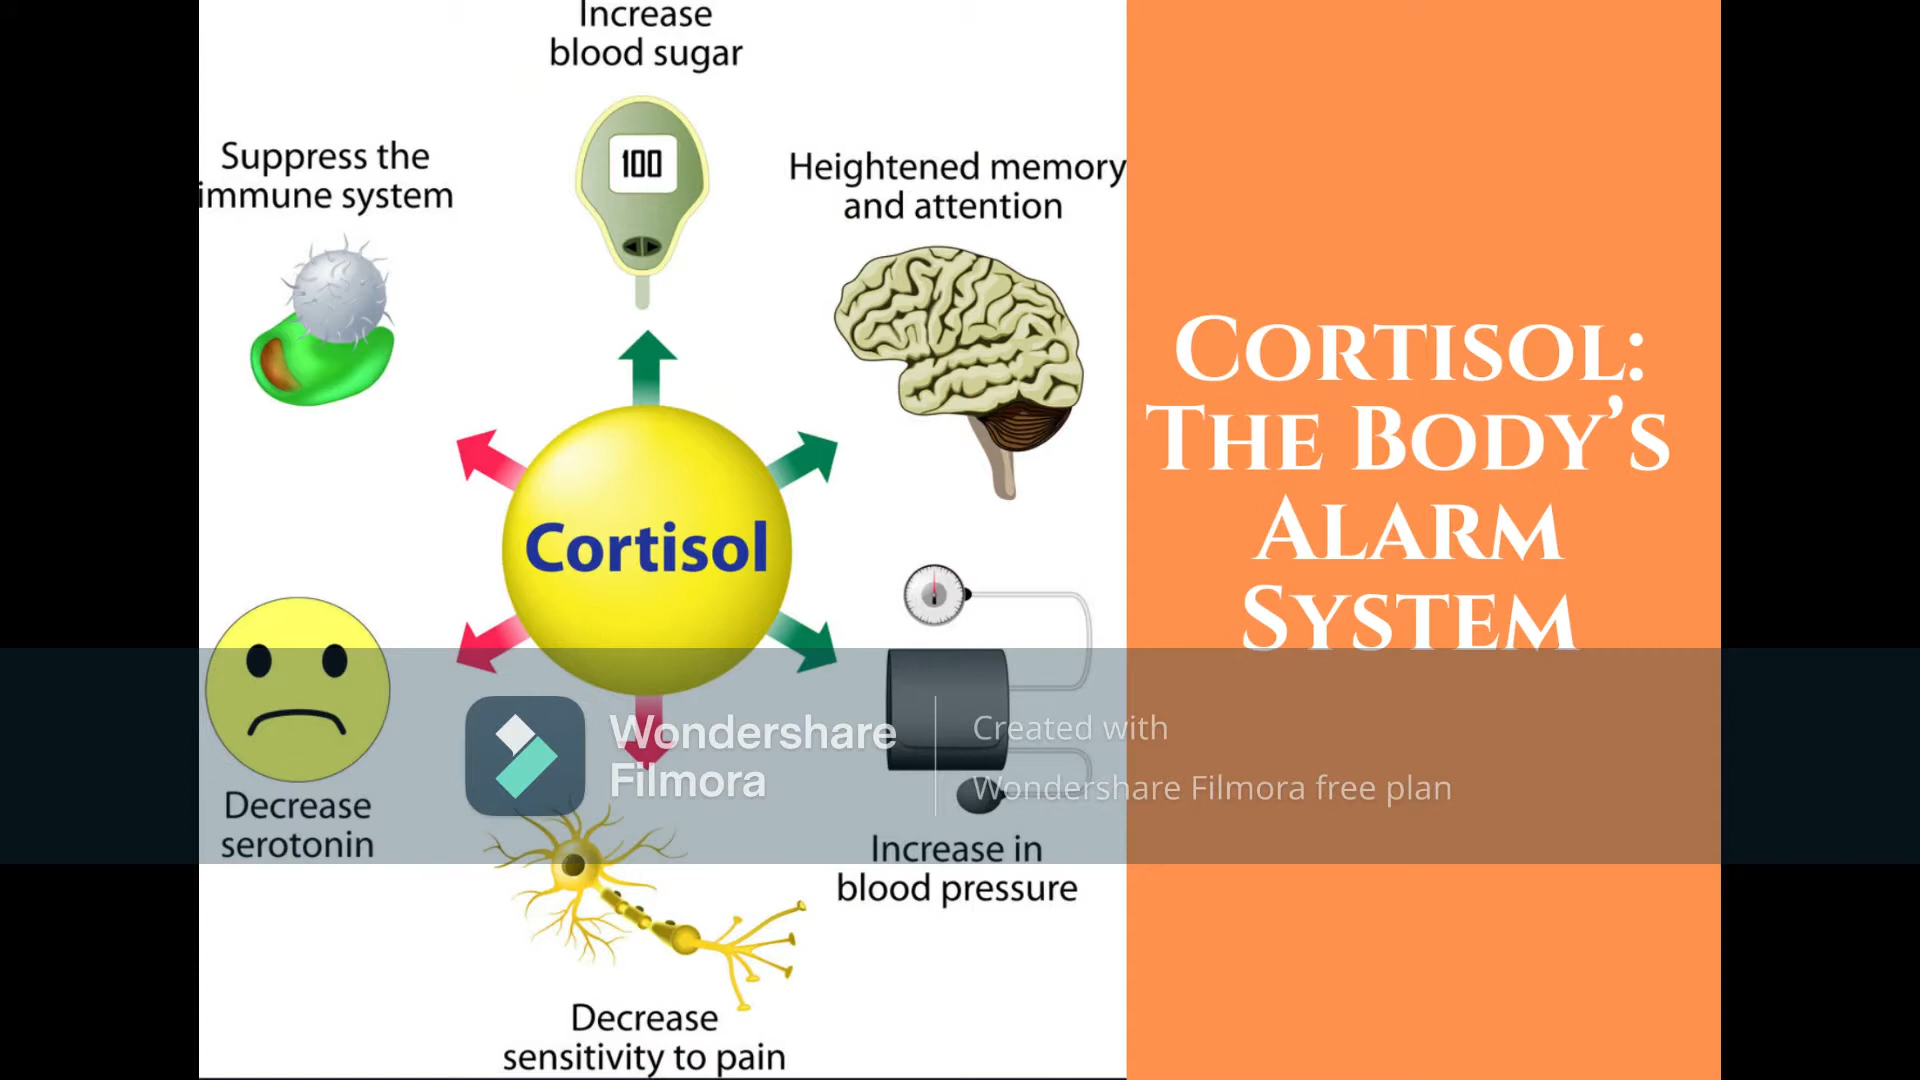 Increase
blood sugar
Suppress the
immune system
100
Heightened memory
and attention
Cortisol
Decrease
serotonin
Increase in
blood pressure
Decrease
sensitivity to pain
CORTISOL:
THE BODY’S
ALARM
SYSTEM
Wondershare
Filmora
Created with
Wondershare Filmora free plan